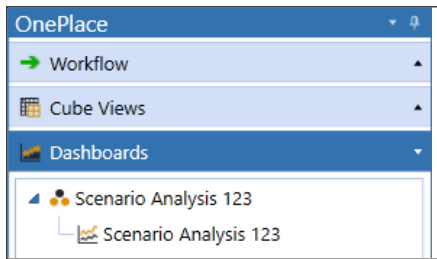 OnePlace
Workflow
Cube Views
Dashboards
Scenario Analysis 123
Scenario Analysis 123